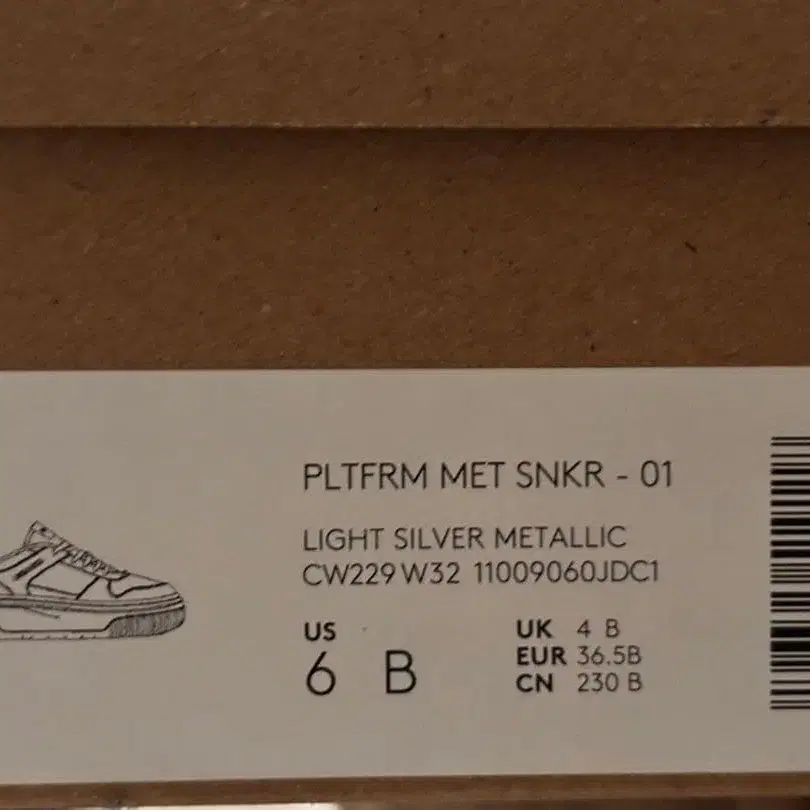 PLTFRM MET SNKR - 01
LIGHT SILVER METALLIC
CW229 W32 11009060JDC1
US
6 B
UK 4 B
EUR 36.5B
CN 230 B